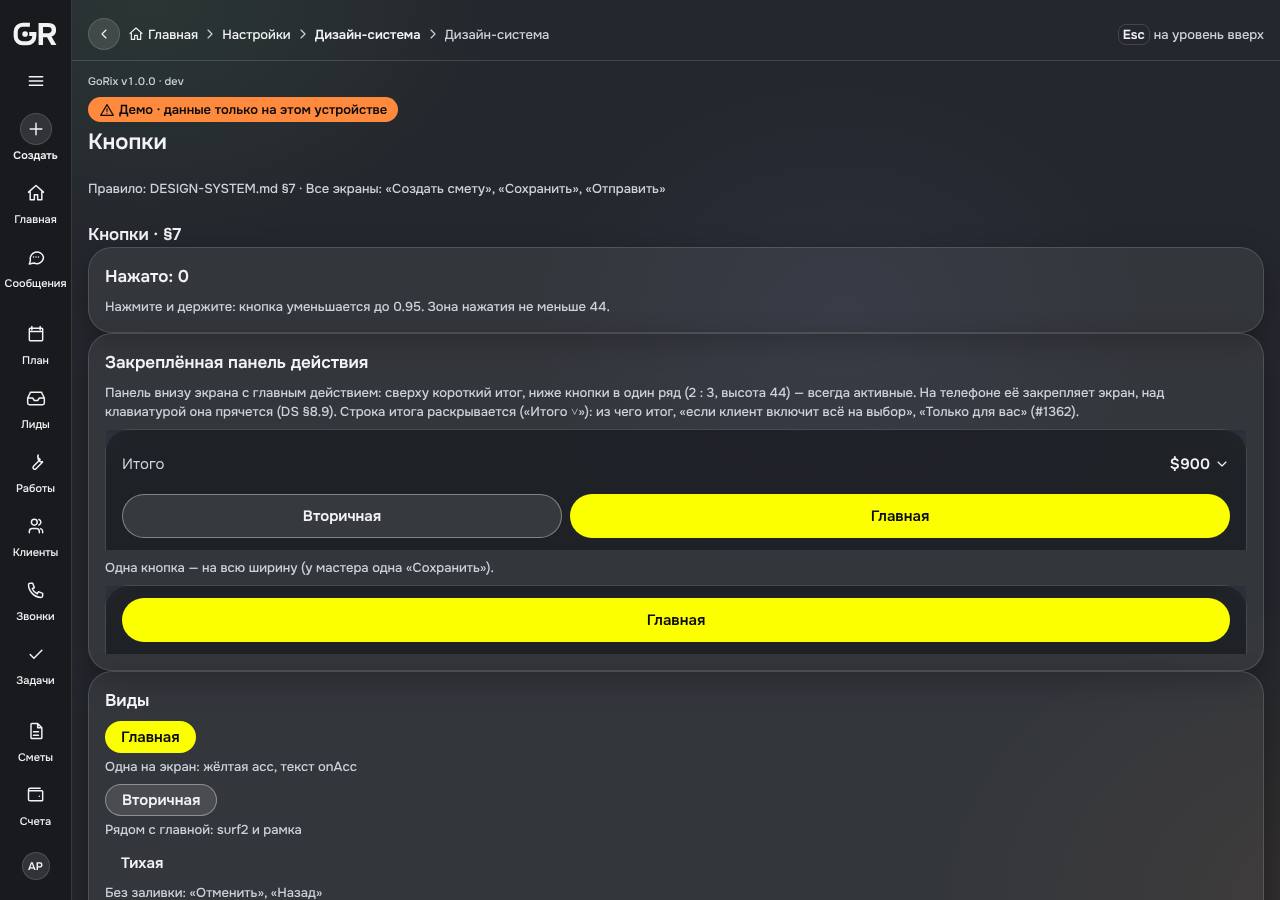 GR
Главная
Настройки
Дизайн-система
Дизайн-система
Esc на уровень вверх
GoRix v1.0.0 · dev
Демо · данные только на этом устройстве
Кнопки
Правило: DESIGN-SYSTEM.md §7 · Все экраны: «Создать смету», «Сохранить», «Отправить»
Кнопки · §7
Нажато: 0
Нажмите и держите: кнопка уменьшается до 0.95. Зона нажатия не меньше 44.
Закреплённая панель действия
Панель внизу экрана с главным действием: сверху короткий итог, ниже кнопки в один ряд (2 : 3, высота 44) — всегда активные. На телефоне её закрепляет экран, над
клавиатурой она прячется (DS §8.9). Строка итога раскрывается («Итого ˅»): из чего итог, «если клиент включит всё на выбор», «Только для вас» (#1362).
Итого
$900
Вторичная
Главная
Одна кнопка — на всю ширину (у мастера одна «Сохранить»).
Главная
Виды
Главная
Одна на экран: жёлтая acc, текст onAcc
Вторичная
Рядом с главной: surf2 и рамка
Тихая
Без заливки: «Отменить», «Назад»
Создать
Главная
Сообщения
План
Лиды
Работы
Клиенты
Звонки
Задачи
Сметы
Счета
AP